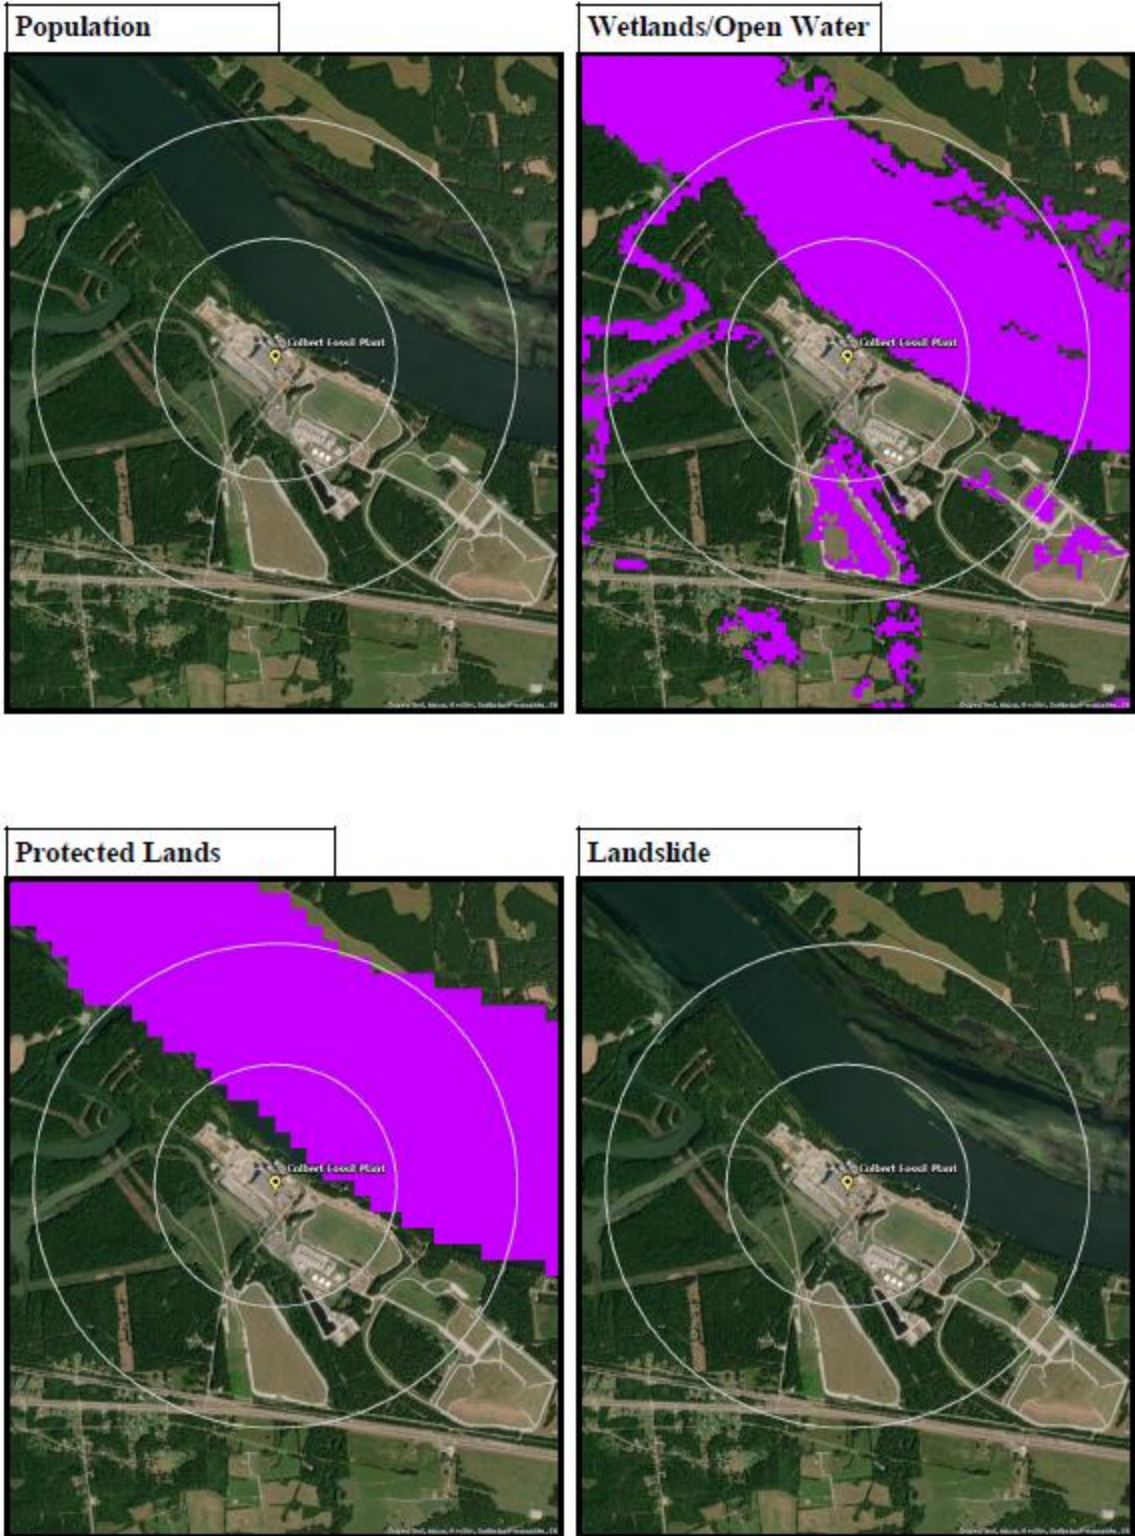 Population
Wetlands/Open Water
Colbert Fossil Plant
Colbert Fossil Plant
Protected Lands
Landslide
Colbert Fossil Plant
Colbert Fossil Plant